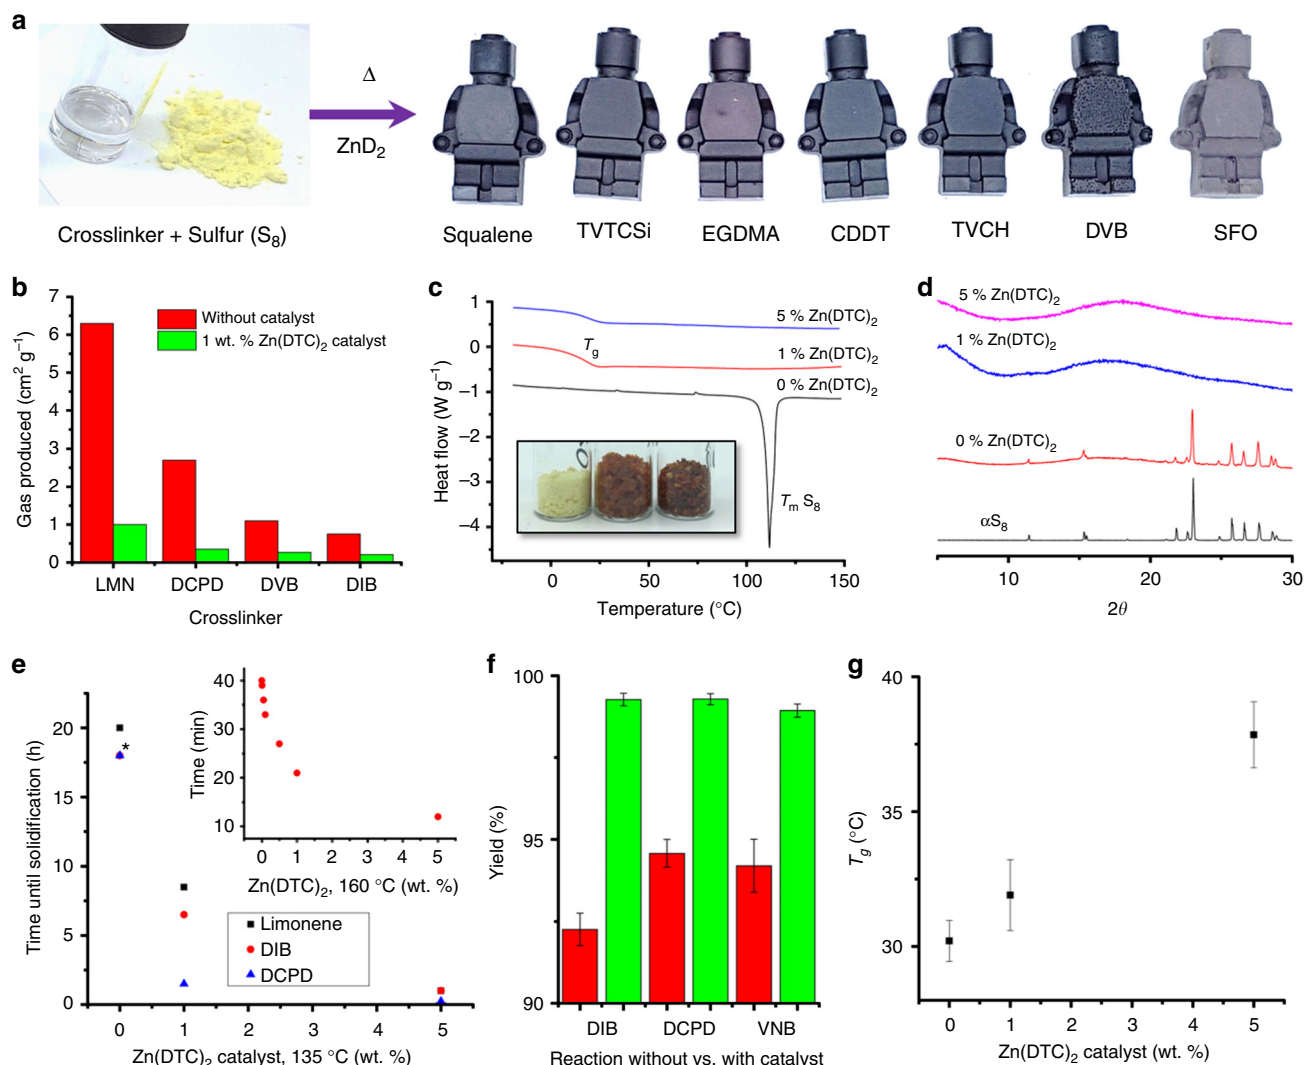 a
Δ
ZnD2
Crosslinker + Sulfur (S8)
Squalene
TVTCSi
EGDMA
CDDT
TVCH
DVB
SFO
b
7
6
5
4
3
2
1
0
Gas produced (cm2 g−1)
Without catalyst
1 wt. % Zn(DTC)2 catalyst
LMN
DCPD
DVB
DIB
Crosslinker
c
1
0
−1
−2
−3
−4
Heat flow (W g−1)
5 % Zn(DTC)2
Tg
1 % Zn(DTC)2
0 % Zn(DTC)2
Tm S8
0
50
100
150
Temperature (°C)
d
5 % Zn(DTC)2
1 % Zn(DTC)2
0 % Zn(DTC)2
αS8
10
20
30
2θ
e
20
15
10
5
0
Time until solidification (h)
*
40
30
20
10
Time (min)
0 1 2 3 4 5
Zn(DTC)2, 160 °C (wt. %)
Limonene
DIB
DCPD
0 1 2 3 4 5
Zn(DTC)2 catalyst, 135 °C (wt. %)
f
100
95
90
Yield (%)
DIB
DCPD
VNB
Reaction without vs. with catalyst
g
40
35
30
Tg (°C)
0 1 2 3 4 5
Zn(DTC)2 catalyst (wt. %)